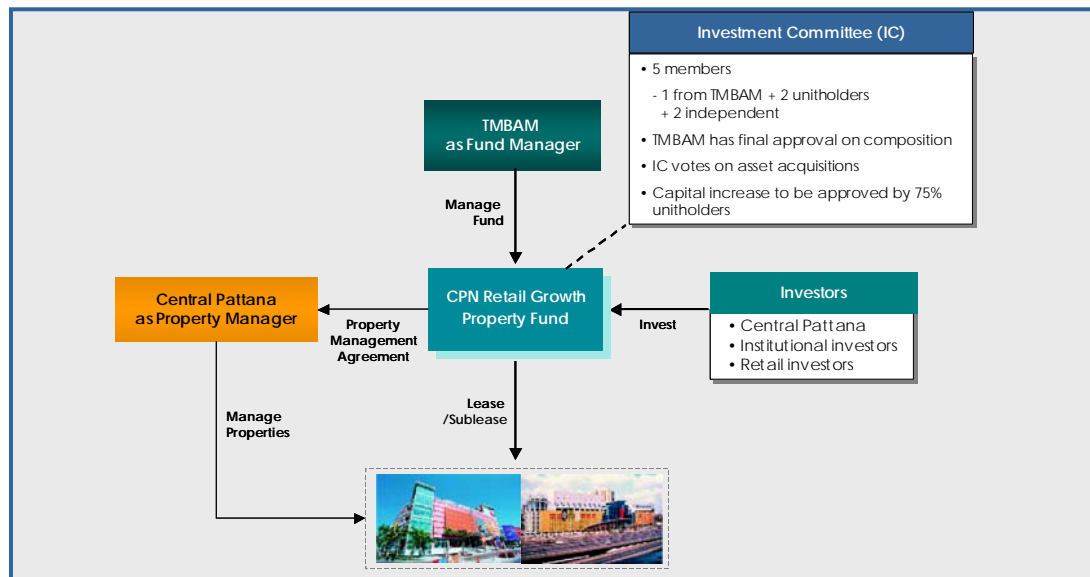 Investment Committee (IC)
• 5 members
- 1 from TMBAM + 2 unitholders
+ 2 independent
• TMBAM has final approval on composition
• IC votes on asset acquisitions
• Capital increase to be approved by 75%
unitholders
TMBAM
as Fund Manager
Manage
Fund
Central Pattana
as Property Manager
Property
Management
Agreement
CPN Retail Growth
Property Fund
Invest
Investors
• Central Pattana
• Institutional investors
• Retail investors
Lease
/Sublease
Manage
Properties